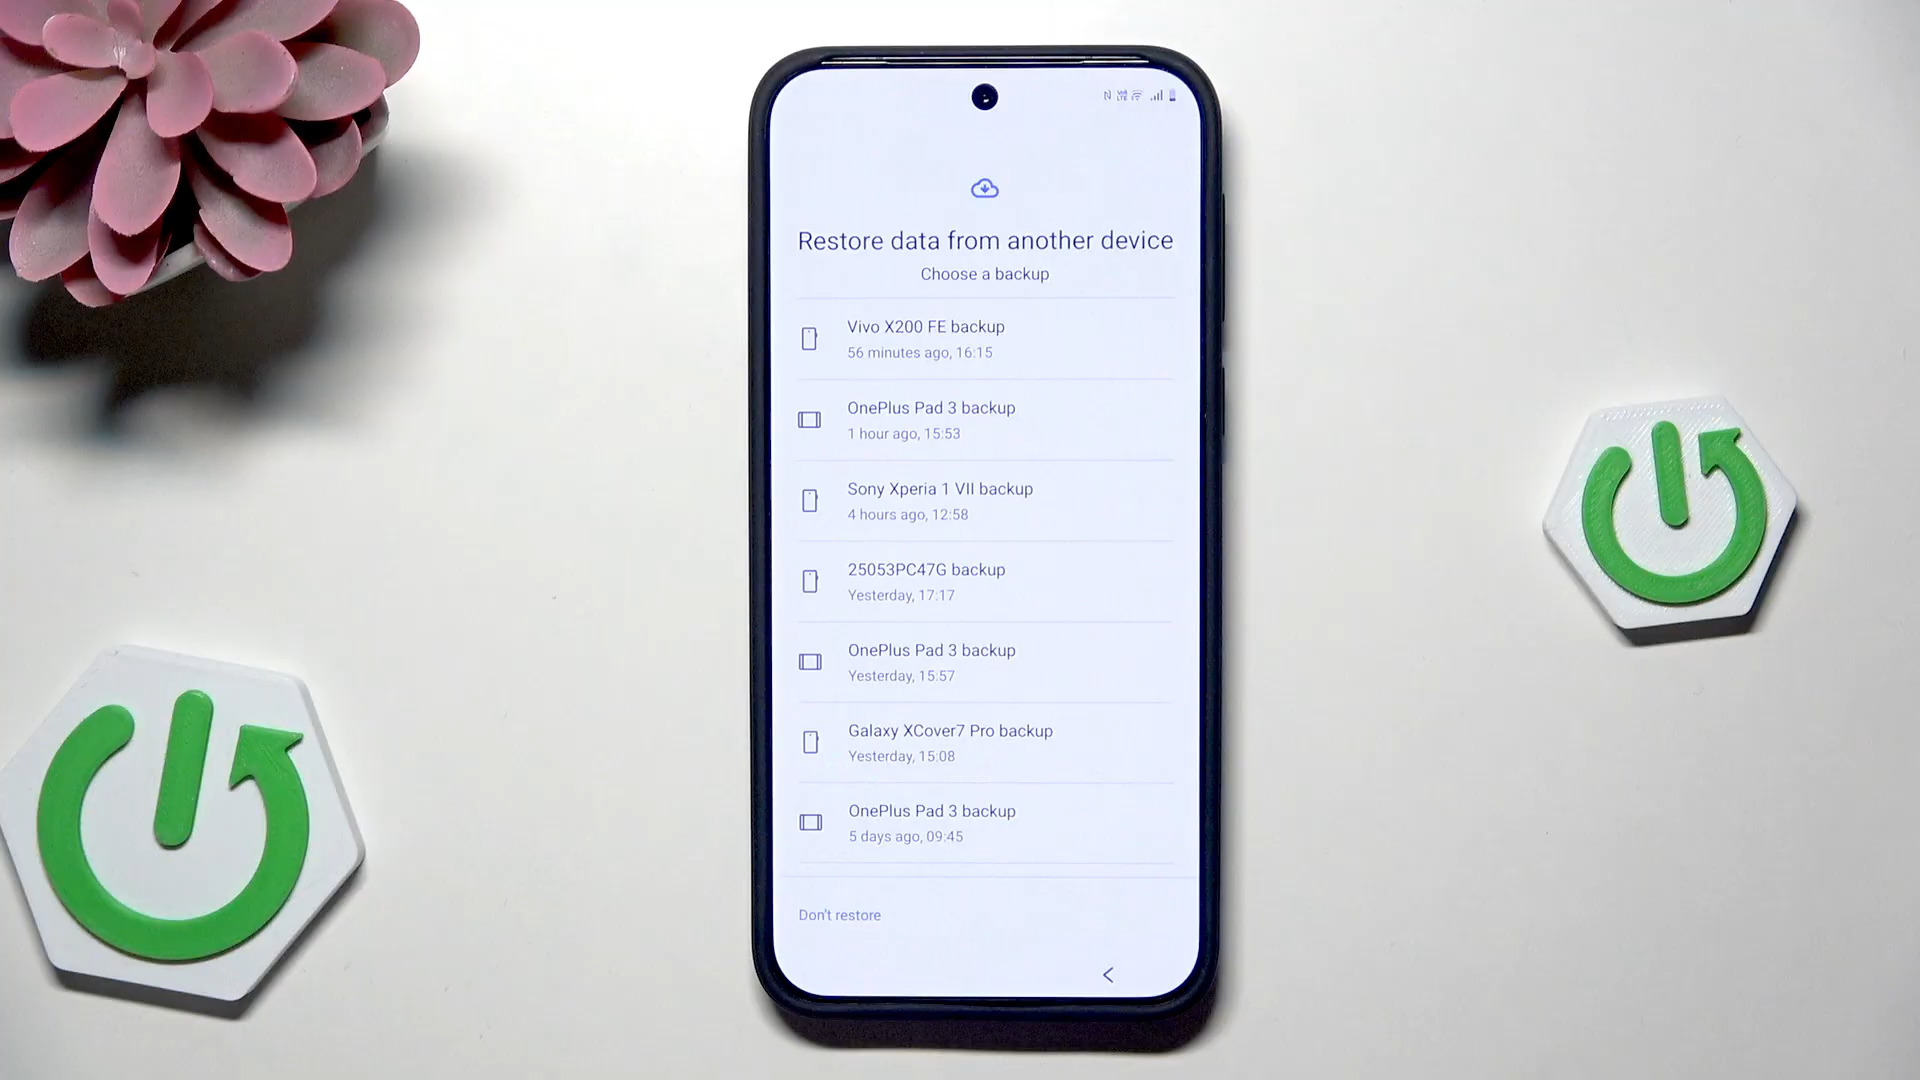 Restore data from another device
Choose a backup
Vivo X200 FE backup
56 minutes ago, 16:15
OnePlus Pad 3 backup
1 hour ago, 15:53
Sony Xperia 1 VII backup
4 hours ago, 12:58
25053PC47G backup
Yesterday, 17:17
OnePlus Pad 3 backup
Yesterday, 15:57
Galaxy XCover7 Pro backup
Yesterday, 15:08
OnePlus Pad 3 backup
5 days ago, 09:45
Don't restore